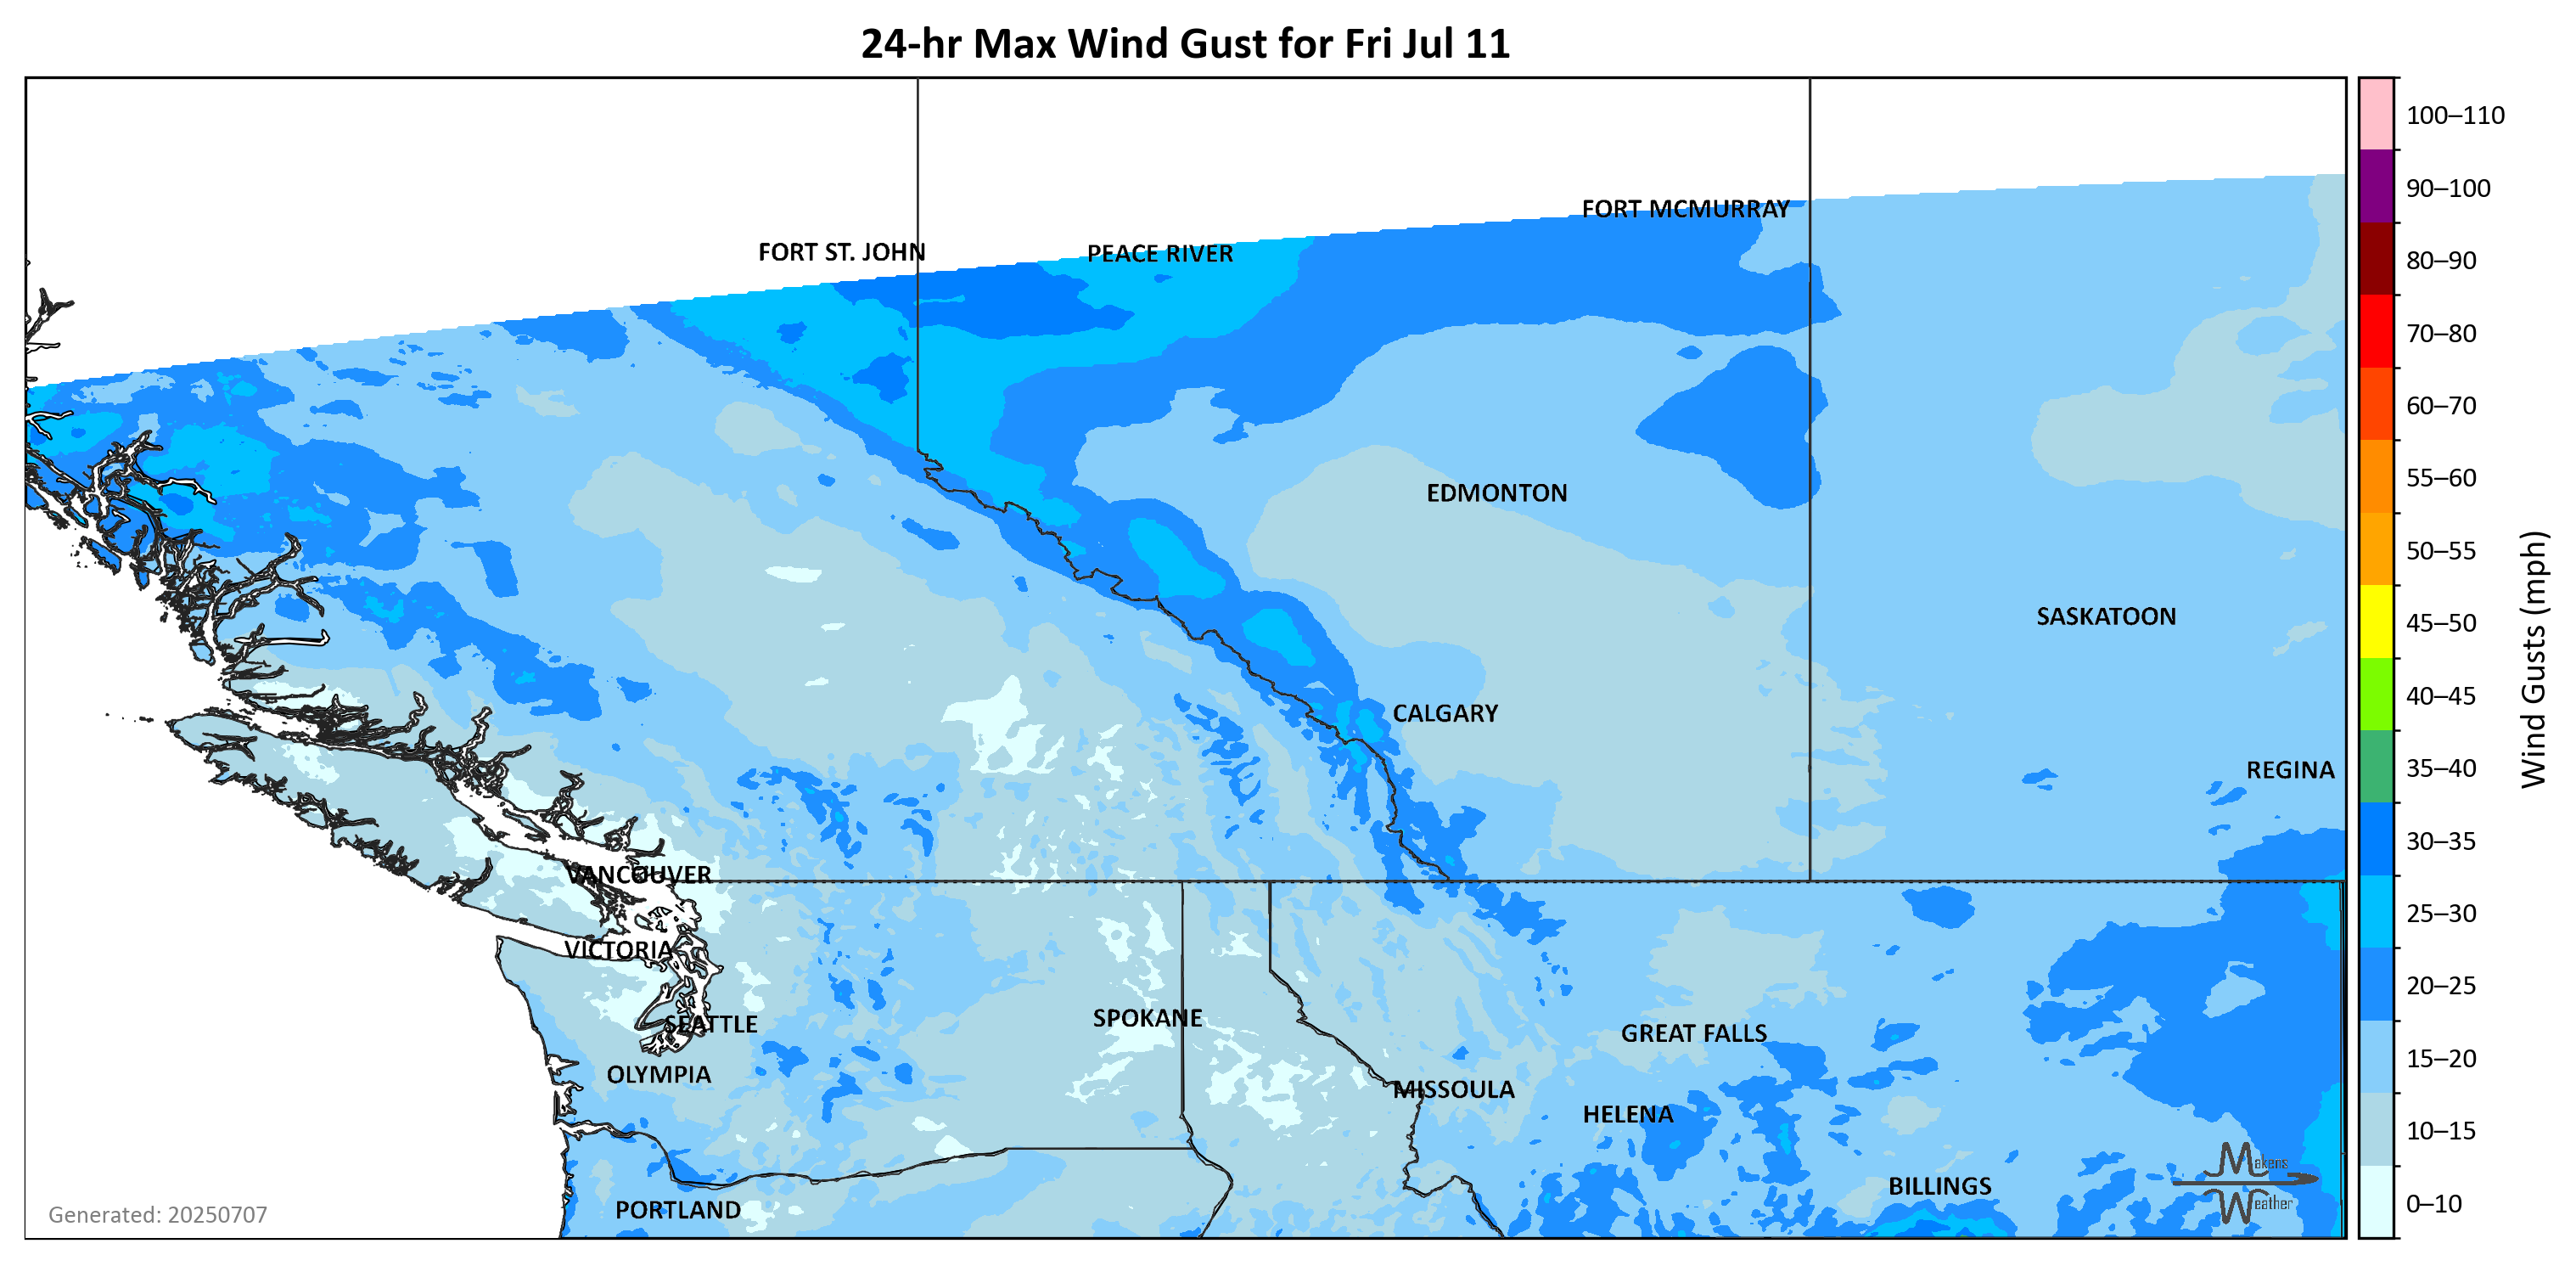 24-hr Max Wind Gust for Fri Jul 11
100–110
90–100
80–90
70–80
60–70
55–60
50–55
45–50
40–45
35–40
30–35
25–30
20–25
15–20
10–15
0–10
Wind Gusts (mph)
FORT MCMURRAY
FORT ST. JOHN
PEACE RIVER
EDMONTON
SASKATOON
CALGARY
REGINA
VANCOUVER
VICTORIA
SEATTLE
SPOKANE
GREAT FALLS
OLYMPIA
MISSOULA
HELENA
BILLINGS
PORTLAND
Makens
Weather
Generated: 20250707